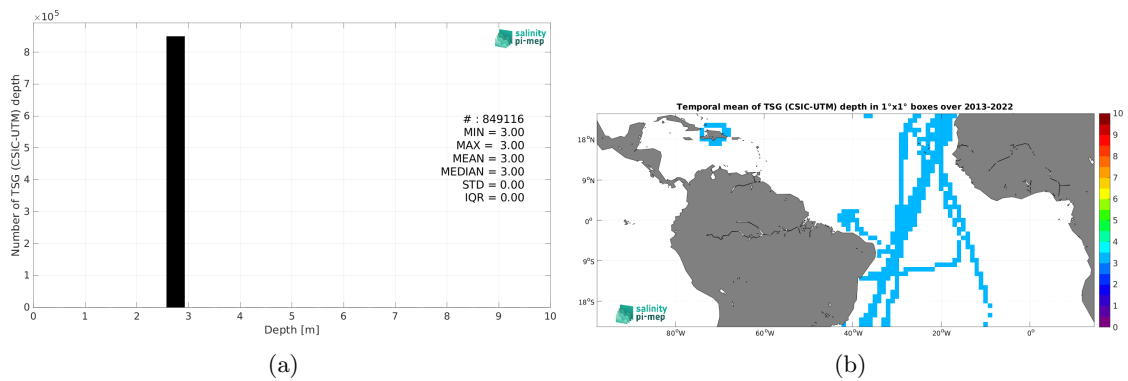 ×10⁵
8
7
6
5
4
3
2
1
0
Number of TSG (CSIC-UTM) depth
salinity
pi-mep
# : 849116
MIN = 3.00
MAX = 3.00
MEAN = 3.00
MEDIAN = 3.00
STD = 0.00
IQR = 0.00
0 1 2 3 4 5 6 7 8 9 10
Depth [m]
(a)
Temporal mean of TSG (CSIC-UTM) depth in 1°x1° boxes over 2013-2022
18°N
9°N
0°
9°S
18°S
80°W 60°W 40°W 20°W 0°
salinity
pi-mep
10
9
8
7
6
5
4
3
2
1
0
(b)